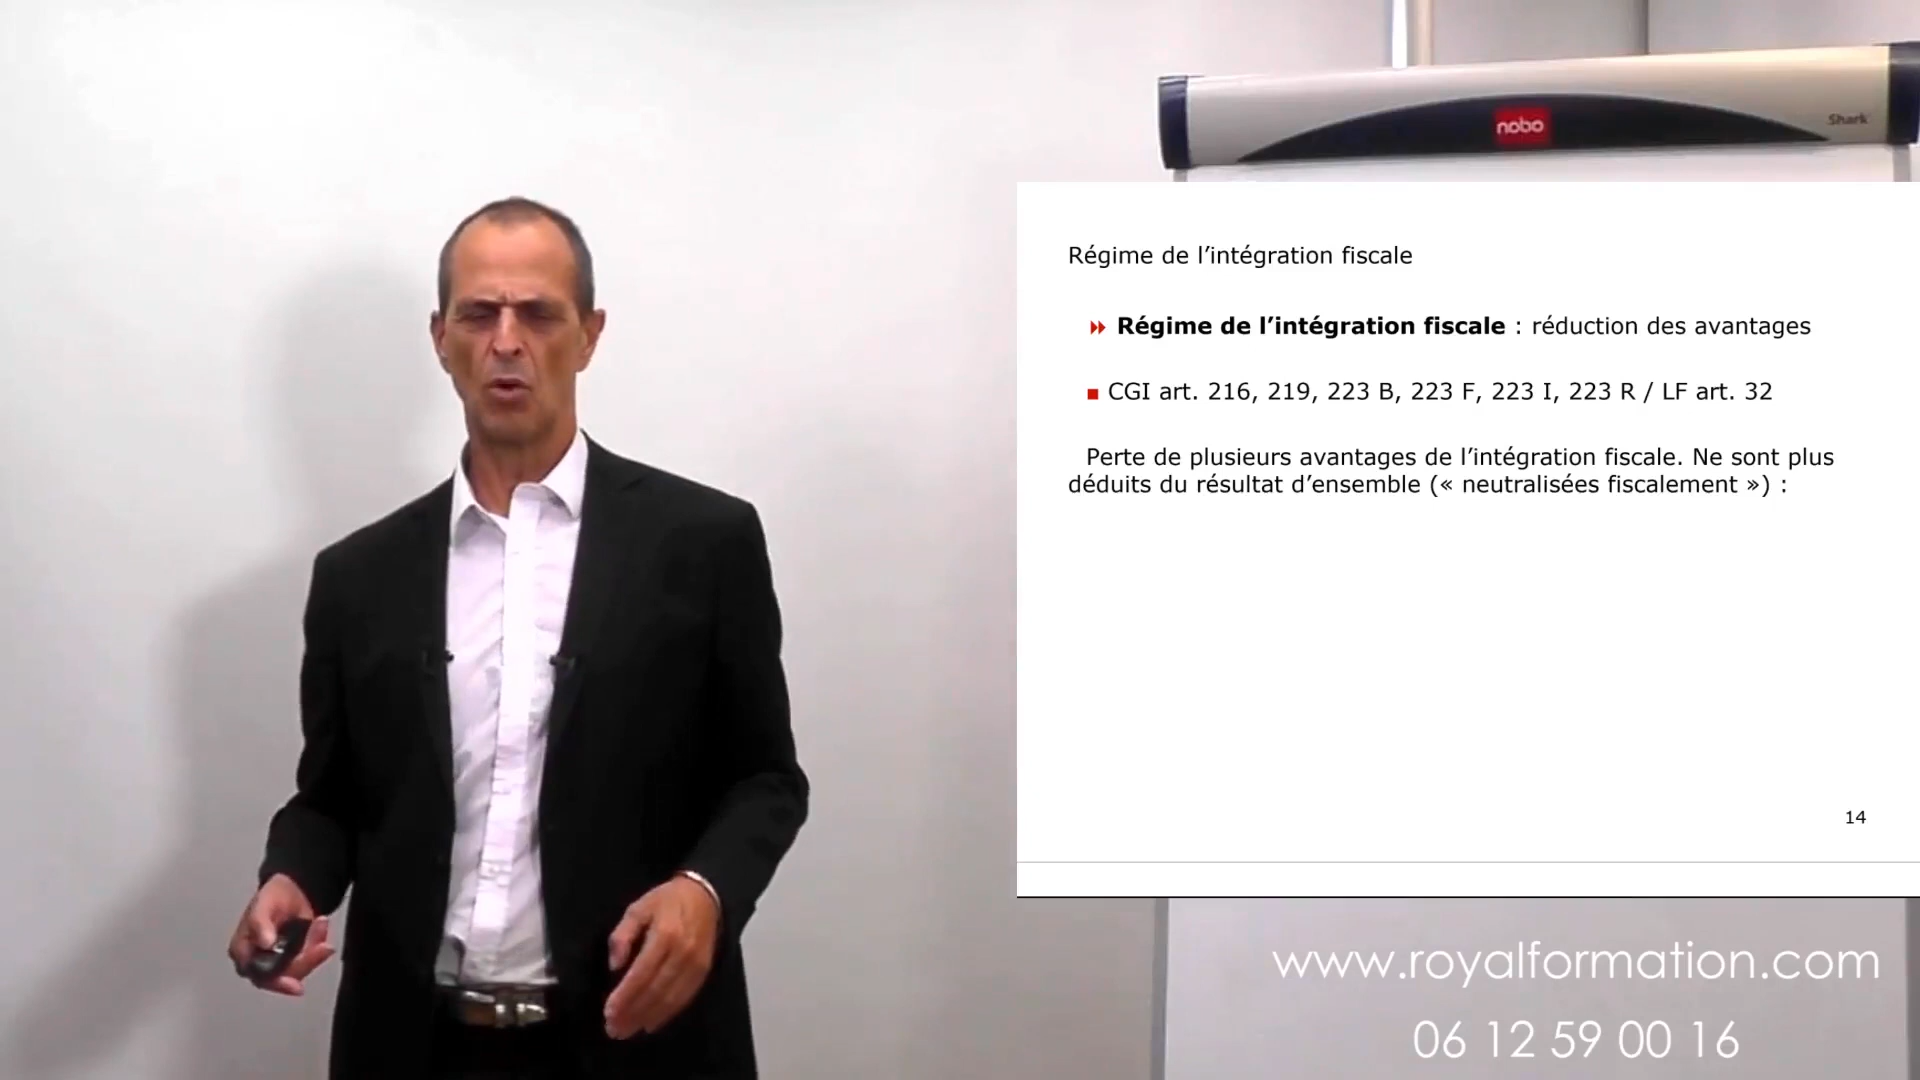 nobo
Shark
Régime de l’intégration fiscale
Régime de l’intégration fiscale : réduction des avantages
CGI art. 216, 219, 223 B, 223 F, 223 I, 223 R / LF art. 32
Perte de plusieurs avantages de l’intégration fiscale. Ne sont plus
déduits du résultat d’ensemble (« neutralisées fiscalement ») :
14
www.royalformation.com
06 12 59 00 16